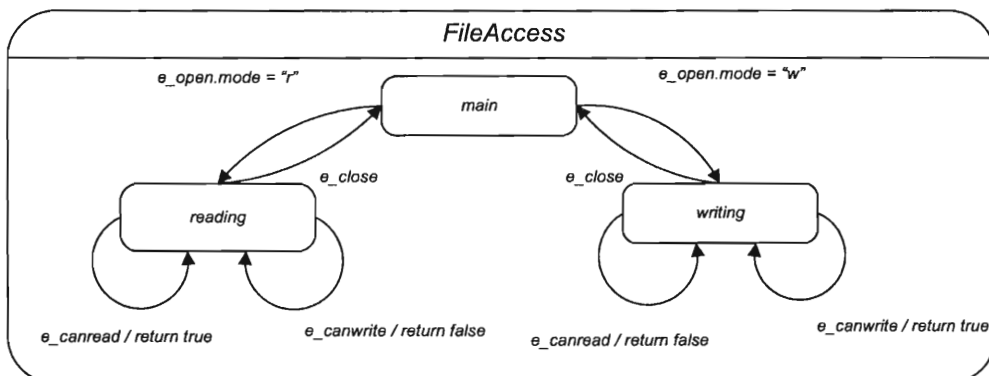 FileAccess
e_open.mode = “r”
e_open.mode = “w”
main
e_close
e_close
reading
writing
e_canread / return true
e_canwrite / return false
e_canread / return false
e_canwrite / return true